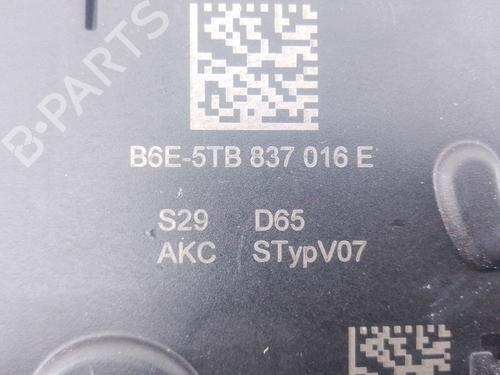 B-PARTS
B6E-5TB 837 016 E
S29 D65
AKC STypV07